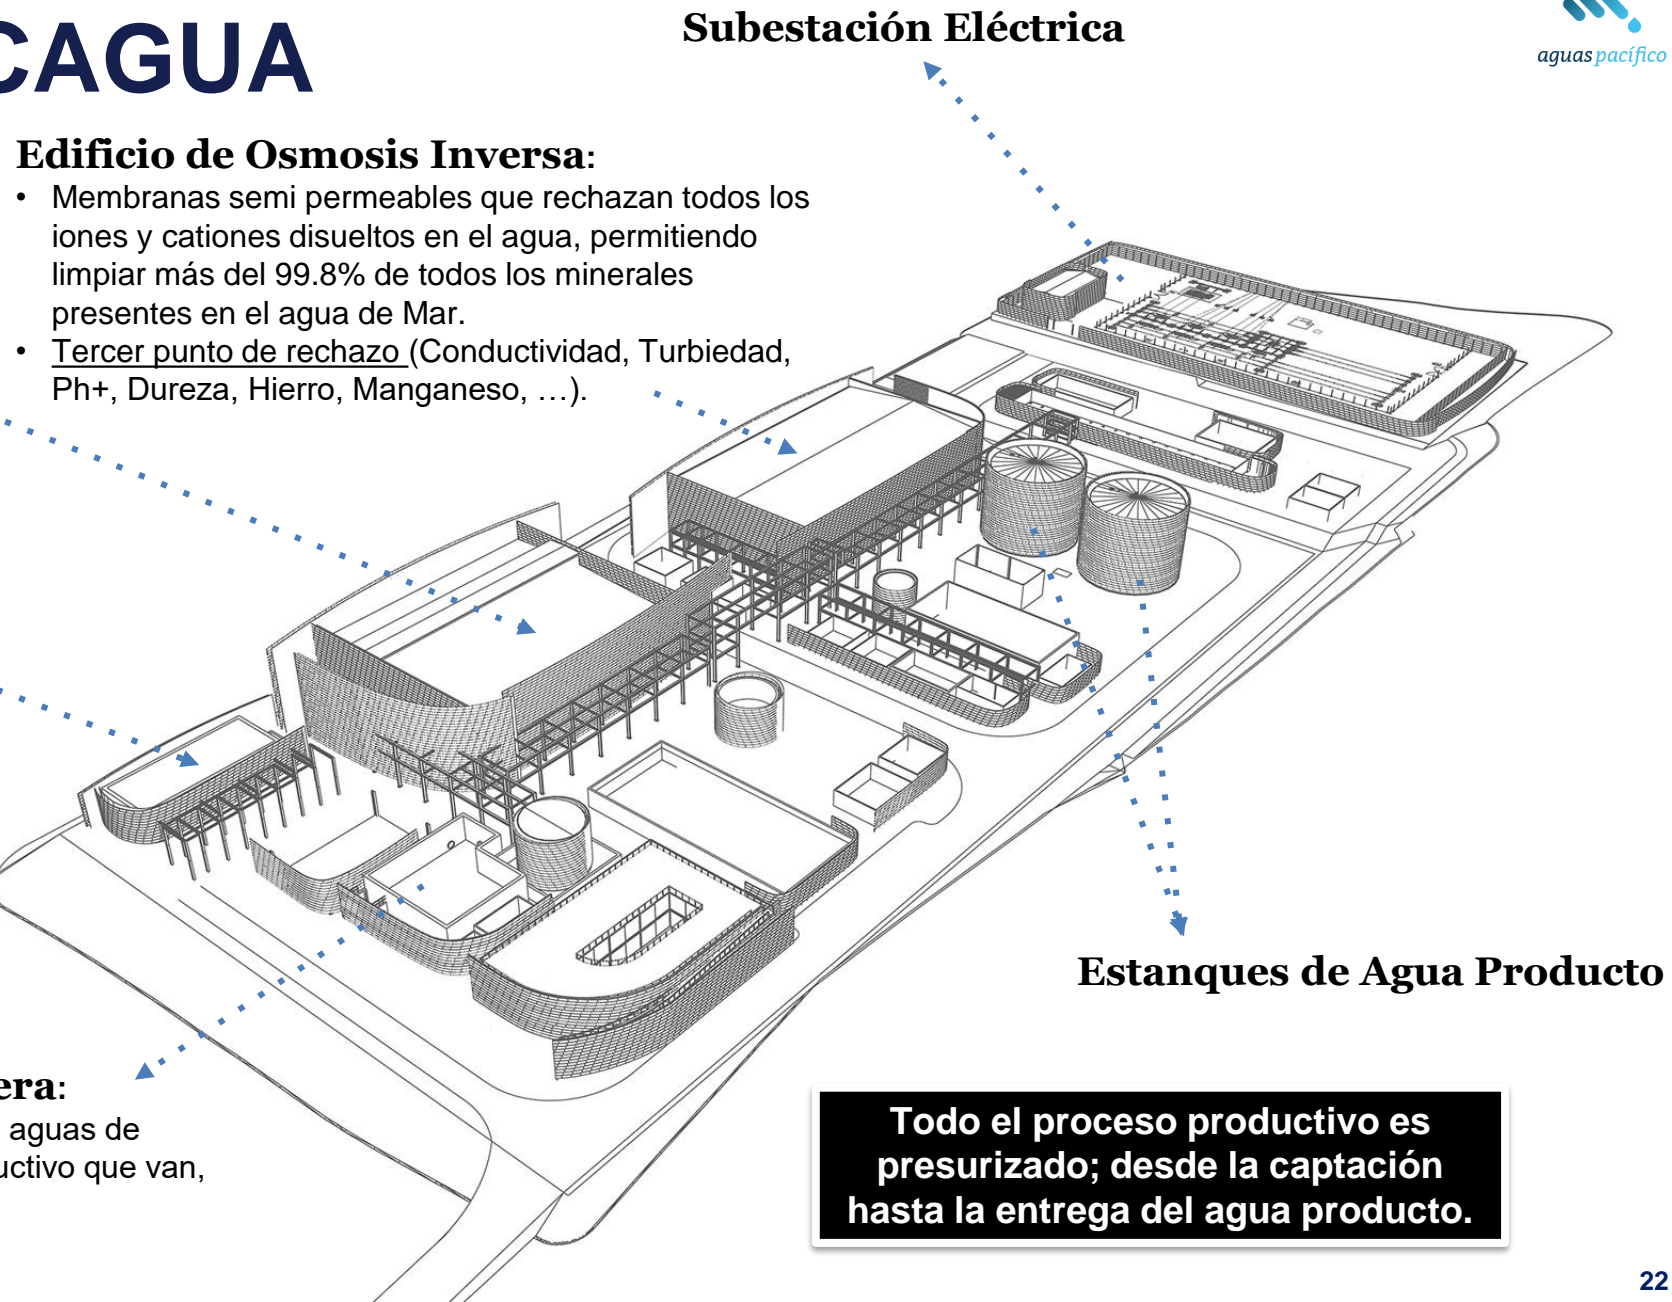 CAGUA
Subestación Eléctrica
aguas pacífico
Edificio de Osmosis Inversa:
• Membranas semi permeables que rechazan todos los
iones y cationes disueltos en el agua, permitiendo
limpiar más del 99.8% de todos los minerales
presentes en el agua de Mar.
• Tercer punto de rechazo (Conductividad, Turbiedad,
Ph+, Dureza, Hierro, Manganeso, …).
Estanques de Agua Producto
era:
aguas de
uctivo que van,
Todo el proceso productivo es
presurizado; desde la captación
hasta la entrega del agua producto.
22